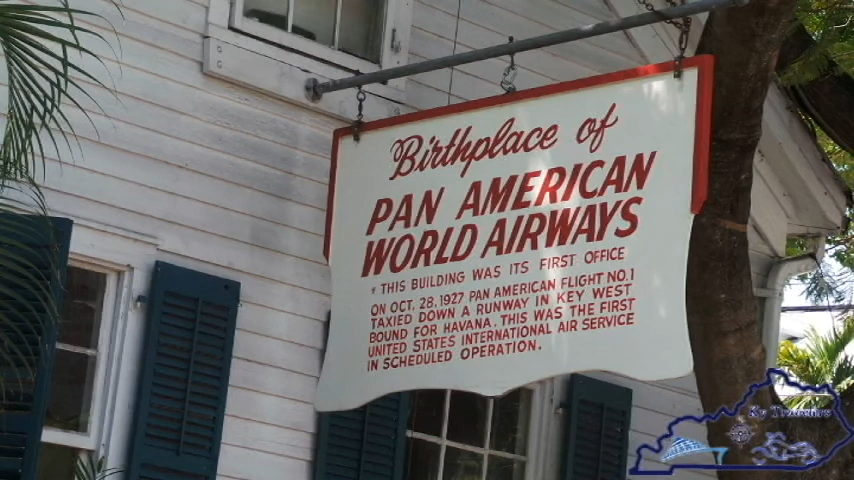 Birthplace of
PAN AMERICAN
WORLD AIRWAYS
THIS BUILDING WAS ITS FIRST OFFICE
ON OCT. 28, 1927 PAN AMERICAN FLIGHT NO. 1
TAXIED DOWN A RUNWAY IN KEY WEST
BOUND FOR HAVANA. THIS WAS THE FIRST
UNITED STATES INTERNATIONAL AIR SERVICE
IN SCHEDULED OPERATION.
Ky Travelers